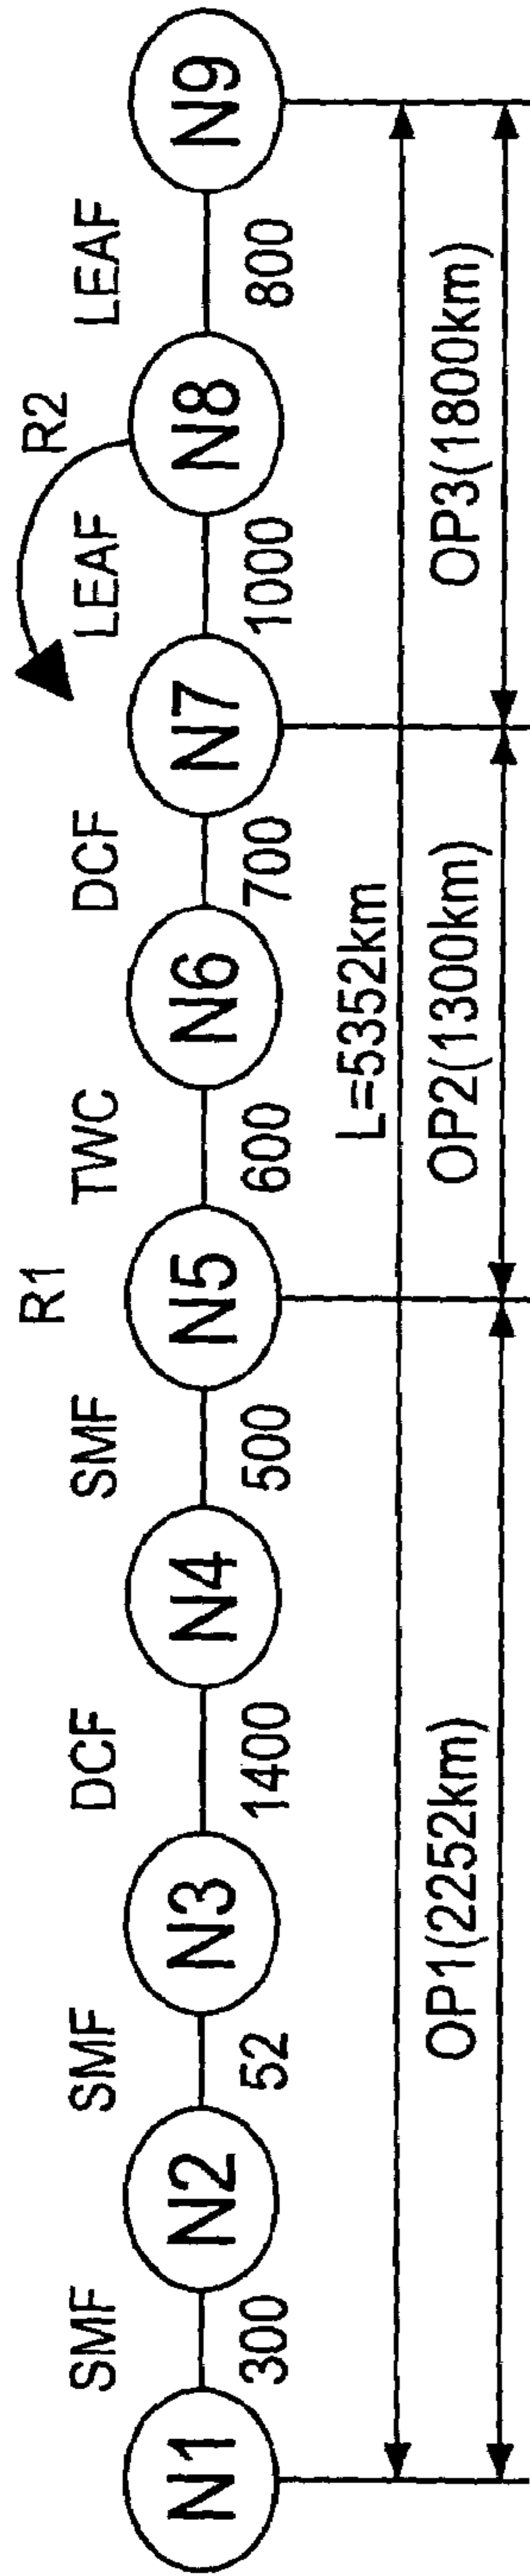 R1 R2
SMF SMF DCF SMF TWC DCF LEAF LEAF
N1 N2 N3 N4 N5 N6 N7 N8 N9
300 52 1400 500 600 700 1000 800
L=5352km
OP1(2252km) OP2(1300km) OP3(1800km)